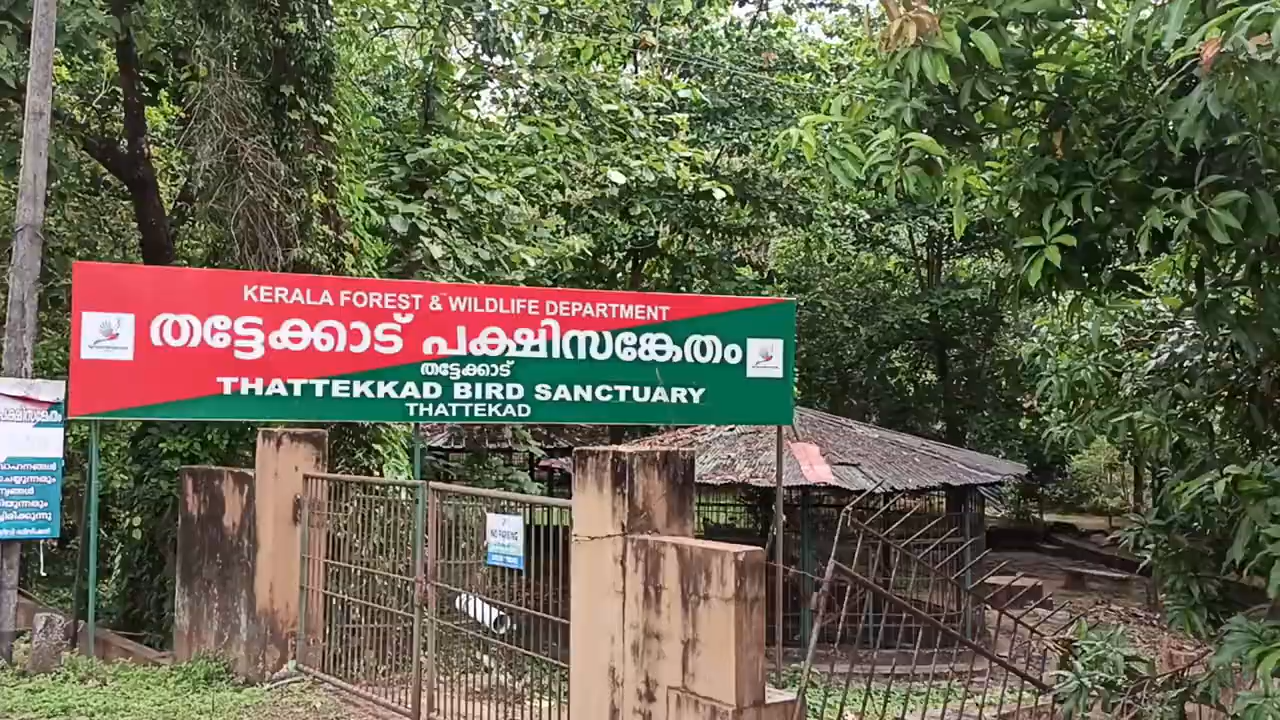 KERALA FOREST & WILDLIFE DEPARTMENT
തട്ടേക്കാട് പക്ഷിസങ്കേതം
തട്ടേക്കാട്
THATTEKKAD BIRD SANCTUARY
THATTEKAD
NO PARKING